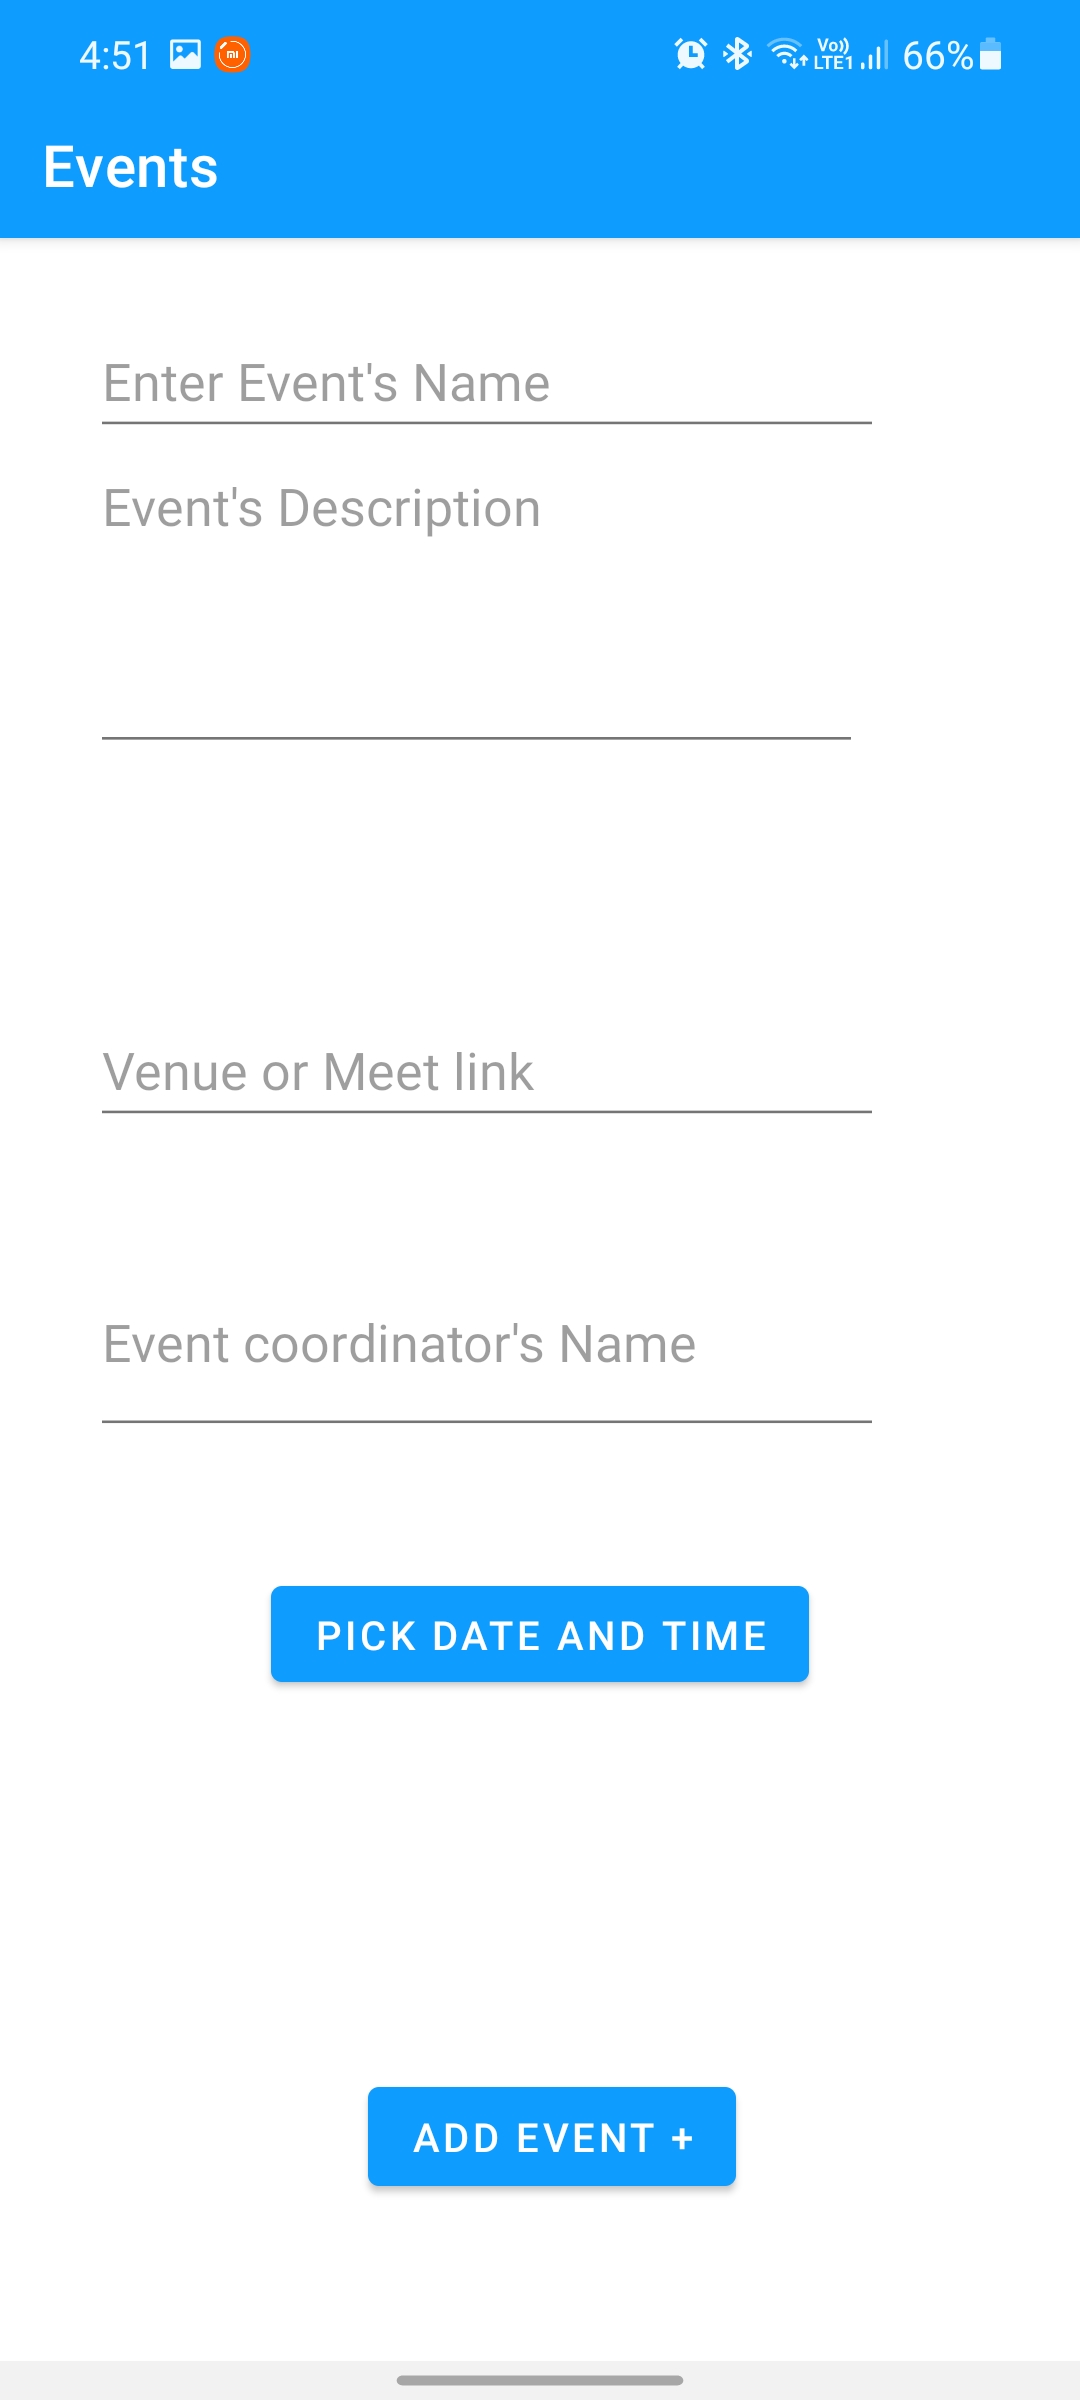 4:51 mi Vo)) LTE1 66%
Events
Enter Event's Name
Event's Description
Venue or Meet link
Event coordinator's Name
PICK DATE AND TIME
ADD EVENT +